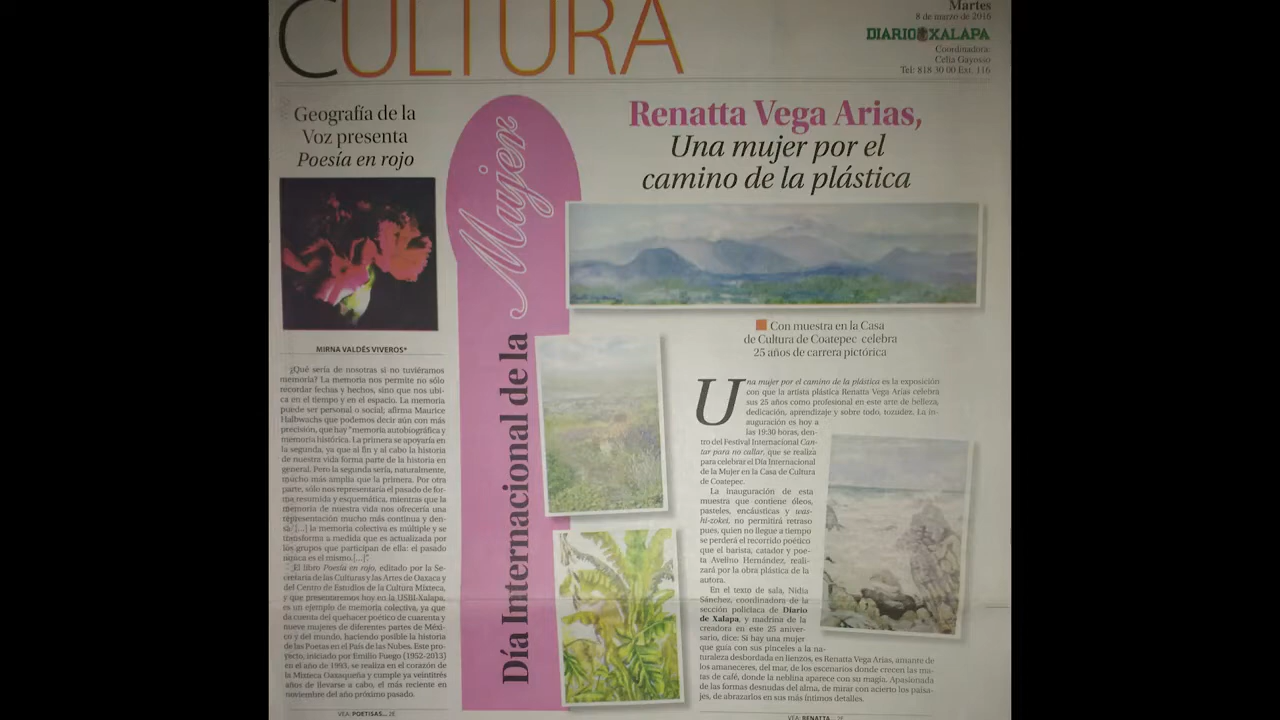 CULTURA
Martes
8 de marzo de 2016
DIARIO XALAPA
Coordinadora:
Celia Gayosso
Tel: 818 30 00 Ext. 116
Geografía de la
Voz presenta
Poesía en rojo
MIRNA VALDÉS VIVEROS*
¿Qué sería de nosotras si no tuviéramos
memoria? La memoria nos permite no sólo
recordar fechas y hechos, sino que nos ubi-
ca en el tiempo y en el espacio. La memoria
puede ser personal o social; afirma Maurice
Halbwachs que podemos decir aún con más
precisión, que hay "memoria autobiográfica y
memoria histórica. La primera se apoyaría en
la segunda, ya que al fin y al cabo la historia
de nuestra vida forma parte de la historia en
general. Pero la segunda sería, naturalmente,
mucho más amplia que la primera. Por otra
parte, sólo nos representaría el pasado de for-
ma resumida y esquemática, mientras que la
memoria de nuestra vida nos ofrecería una
representación mucho más continua y den-
sa" [...] la memoria colectiva es múltiple y se
transforma a medida que es actualizada por
los grupos que participan de ella: el pasado
nunca es el mismo [...]".
El libro Poesía en rojo, editado por la Se-
cretaría de las Culturas y las Artes de Oaxaca y
del Centro de Estudios de la Cultura Mixteca,
y que presentaremos hoy en la USBI-Xalapa,
es un ejemplo de memoria colectiva, ya que
da cuenta del quehacer poético de cuarenta y
nueve mujeres de diferentes partes de Méxi-
co y del mundo, haciendo posible la historia
de las Poetas en el País de las Nubes. Este pro-
yecto, iniciado por Emilio Fuego (1952-2013)
en el año de 1993, se realiza en el corazón de
la Mixteca Oaxaqueña y cumple ya veintitrés
años de llevarse a cabo, el más reciente en
noviembre del año próximo pasado.
VEA: POETISAS... 2E
Día Internacional de la Mujer
Renatta Vega Arias,
Una mujer por el
camino de la plástica
Con muestra en la Casa
de Cultura de Coatepec celebra
25 años de carrera pictórica
Una mujer por el camino de la plástica es la exposición
con que la artista plástica Renatta Vega Arias celebra
sus 25 años como profesional en este arte de belleza,
dedicación, aprendizaje y sobre todo, tozudez. La in-
auguración es hoy a
las 19:30 horas, den-
tro del Festival Internacional Can-
tar para no callar, que se realiza
para celebrar el Día Internacional
de la Mujer en la Casa de Cultura
de Coatepec.
La inauguración de esta
muestra que contiene óleos,
pasteles, encáusticas y was-
hi-zoket, no permitirá retraso
pues, quien no llegue a tiempo
se perderá el recorrido poético
que el barista, catador y poe-
ta Avelino Hernández, reali-
zará por la obra plástica de la
autora.
En el texto de sala, Nidia
Sánchez, coordinadora de la
sección policiaca de Diario
de Xalapa, y madrina de la
creadora en este 25 aniver-
sario, dice: Si hay una mujer
que guía con sus pinceles a la na-
turaleza desbordada en lienzos, es Renatta Vega Arias, amante de
los amaneceres, del mar, de los escenarios donde crecen las ma-
tas de café, donde la neblina aparece con su magia. Apasionada
de las formas desnudas del alma, de mirar con acierto los paisa-
jes, de abrazarlos en sus más íntimos detalles.
VEA: RENATTA...